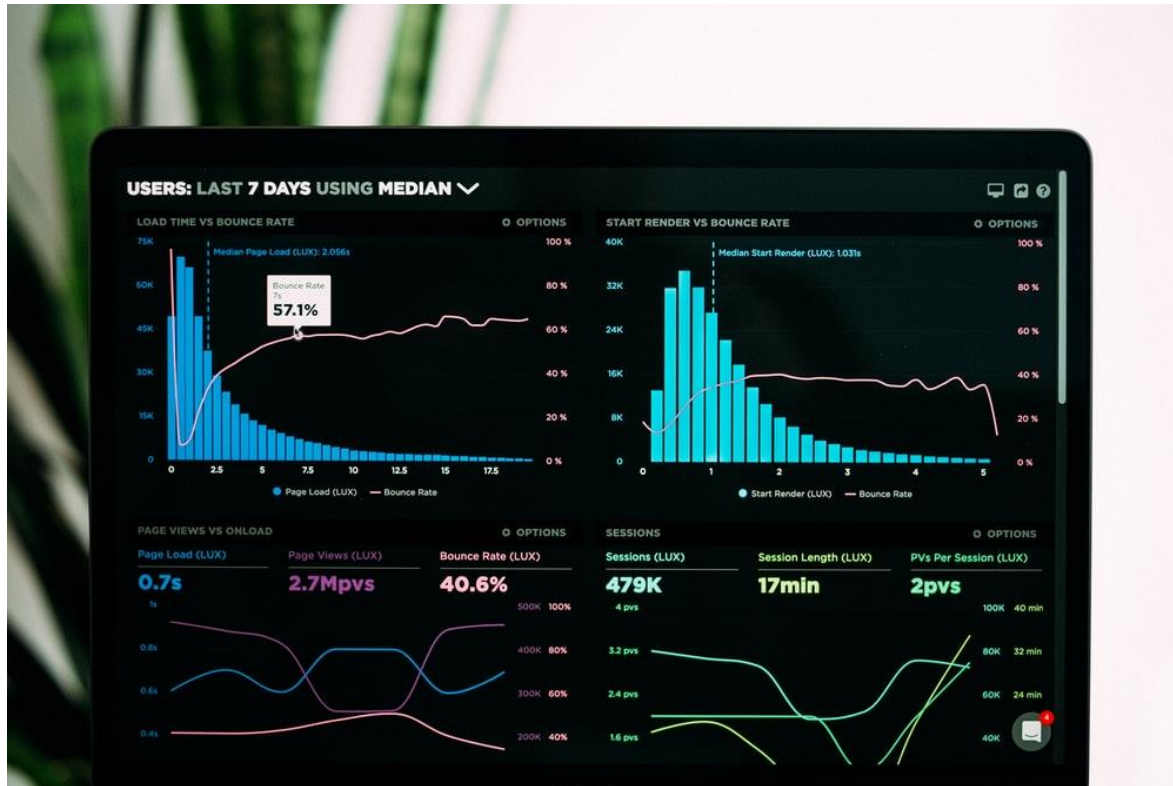 USERS: LAST 7 DAYS USING MEDIAN
LOAD TIME VS BOUNCE RATE
OPTIONS
75K
100 %
Median Page Load (LUX): 2.056s
60K
80 %
Bounce Rate
7s
57.1%
45K
60 %
30K
40 %
15K
20 %
0
0 %
0 2.5 5 7.5 10 12.5 15 17.5
Page Load (LUX) Bounce Rate
START RENDER VS BOUNCE RATE
OPTIONS
40K
100 %
Median Start Render (LUX): 1.031s
32K
80 %
24K
60 %
16K
40 %
8K
20 %
0
0 %
0 1 2 3 4 5
Start Render (LUX) Bounce Rate
PAGE VIEWS VS ONLOAD
OPTIONS
Page Load (LUX) Page Views (LUX) Bounce Rate (LUX)
0.7s 2.7Mpvs 40.6%
1s 500K 100%
0.8s 400K 80%
0.6s 300K 60%
0.4s 200K 40%
SESSIONS
OPTIONS
Sessions (LUX) Session Length (LUX) PVs Per Session (LUX)
479K 17min 2pvs
4 pvs 100K 40 min
3.2 pvs 80K 32 min
2.4 pvs 60K 24 min
1.6 pvs 40K
4